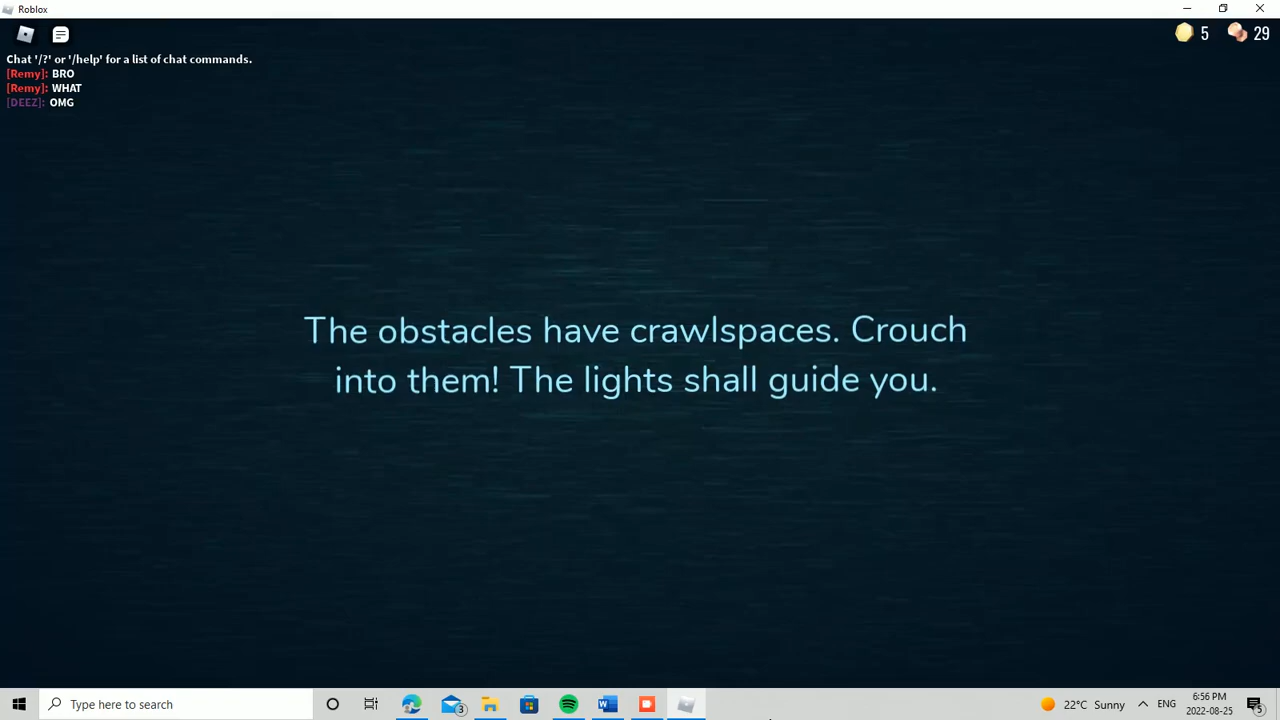 Roblox
5
29
Chat '/?' or '/help' for a list of chat commands.
[Remy]: BRO
[Remy]: WHAT
[DEEZ]: OMG
The obstacles have crawlspaces. Crouch
into them! The lights shall guide you.
Type here to search
3
22°C Sunny
ENG
6:56 PM
2022-08-25
5